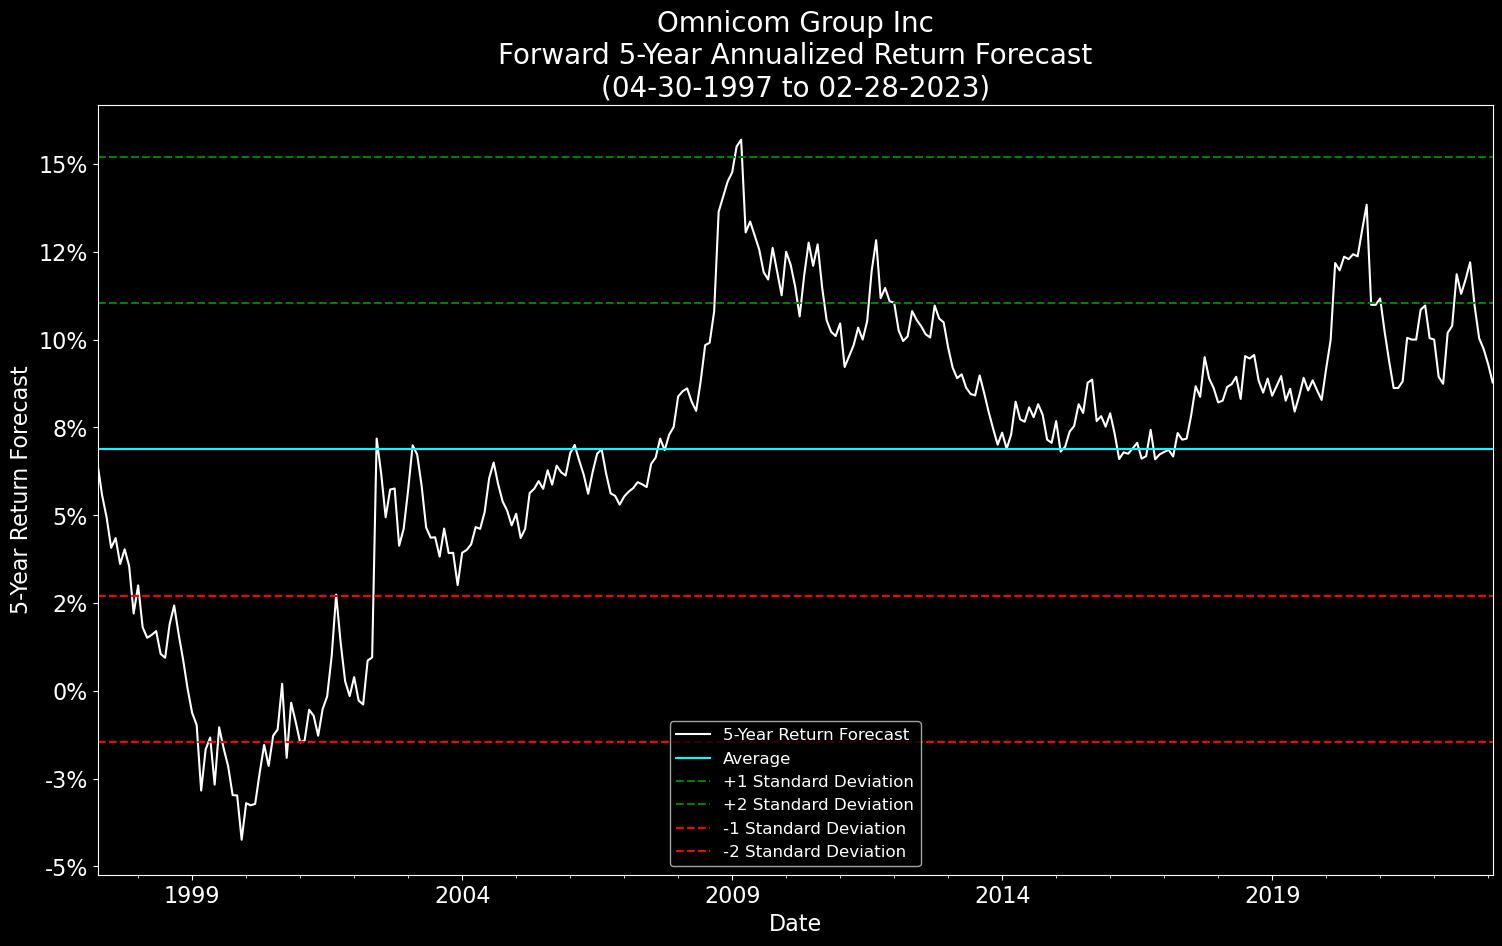 Omnicom Group Inc
Forward 5-Year Annualized Return Forecast
(04-30-1997 to 02-28-2023)
5-Year Return Forecast
15%
12%
10%
8%
5%
2%
0%
-3%
-5%
5-Year Return Forecast
Average
+1 Standard Deviation
+2 Standard Deviation
-1 Standard Deviation
-2 Standard Deviation
1999
2004
2009
2014
2019
Date